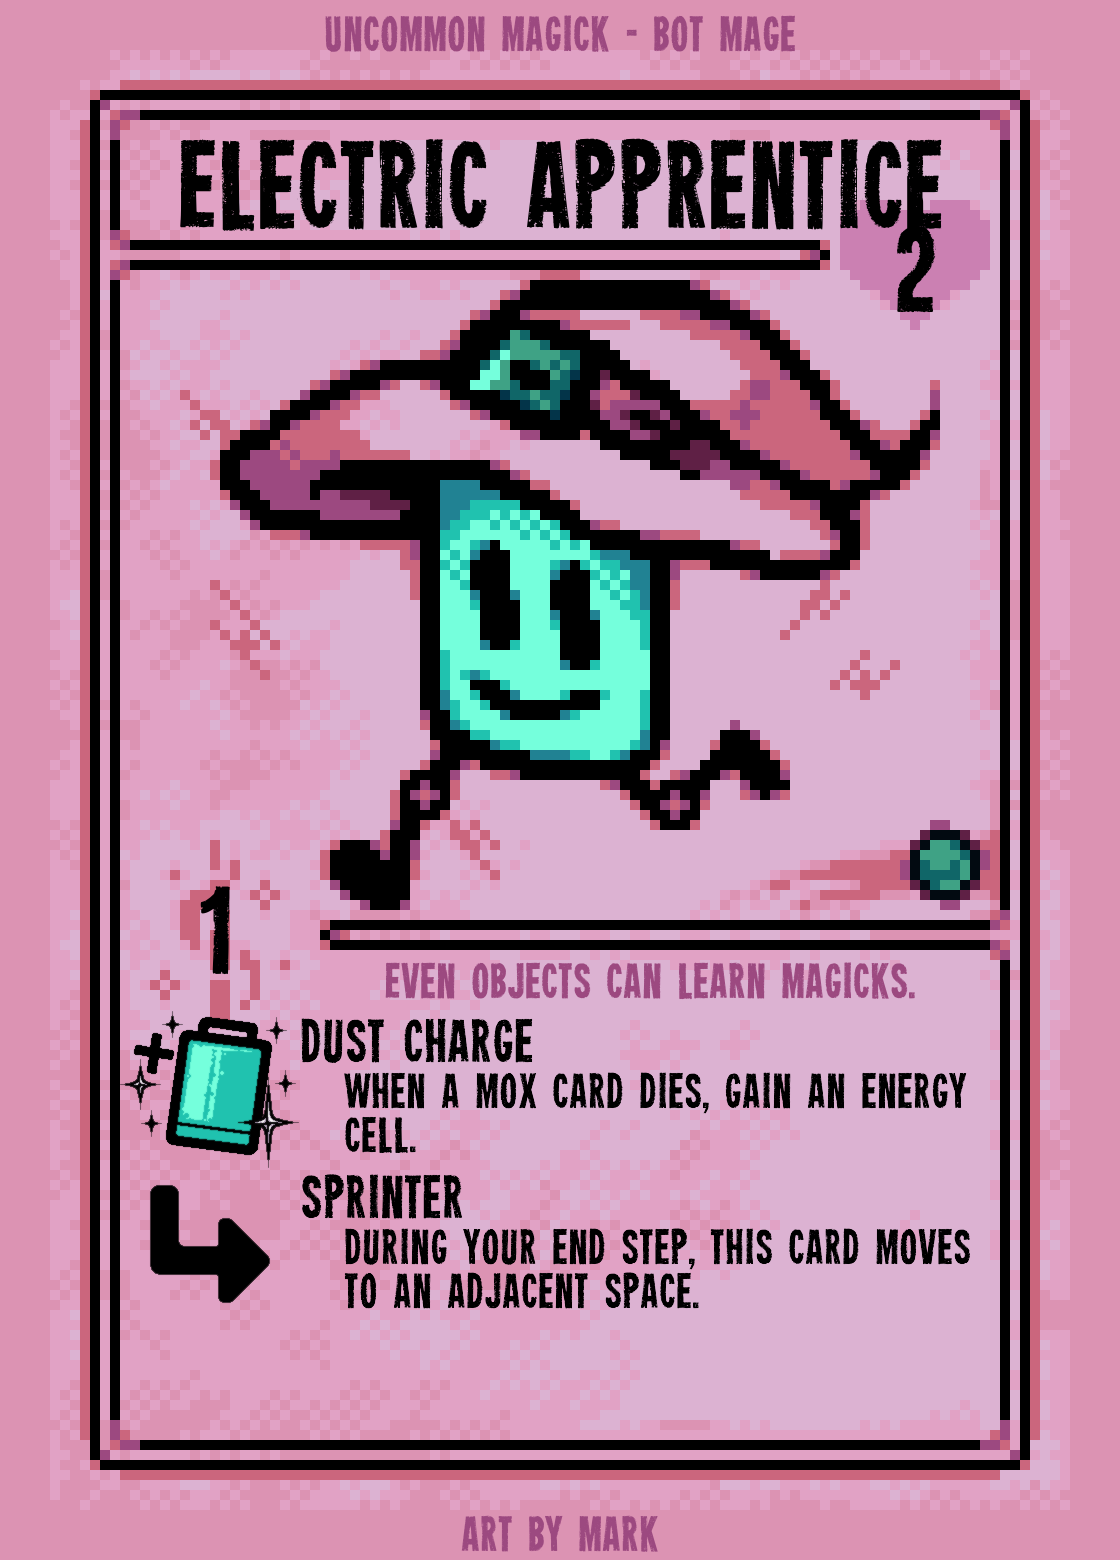 UNCOMMON MAGICK - BOT MAGE
ELECTRIC APPRENTICE
2
1
EVEN OBJECTS CAN LEARN MAGICKS.
DUST CHARGE
WHEN A MOX CARD DIES, GAIN AN ENERGY
CELL.
SPRINTER
DURING YOUR END STEP, THIS CARD MOVES
TO AN ADJACENT SPACE.
ART BY MARK